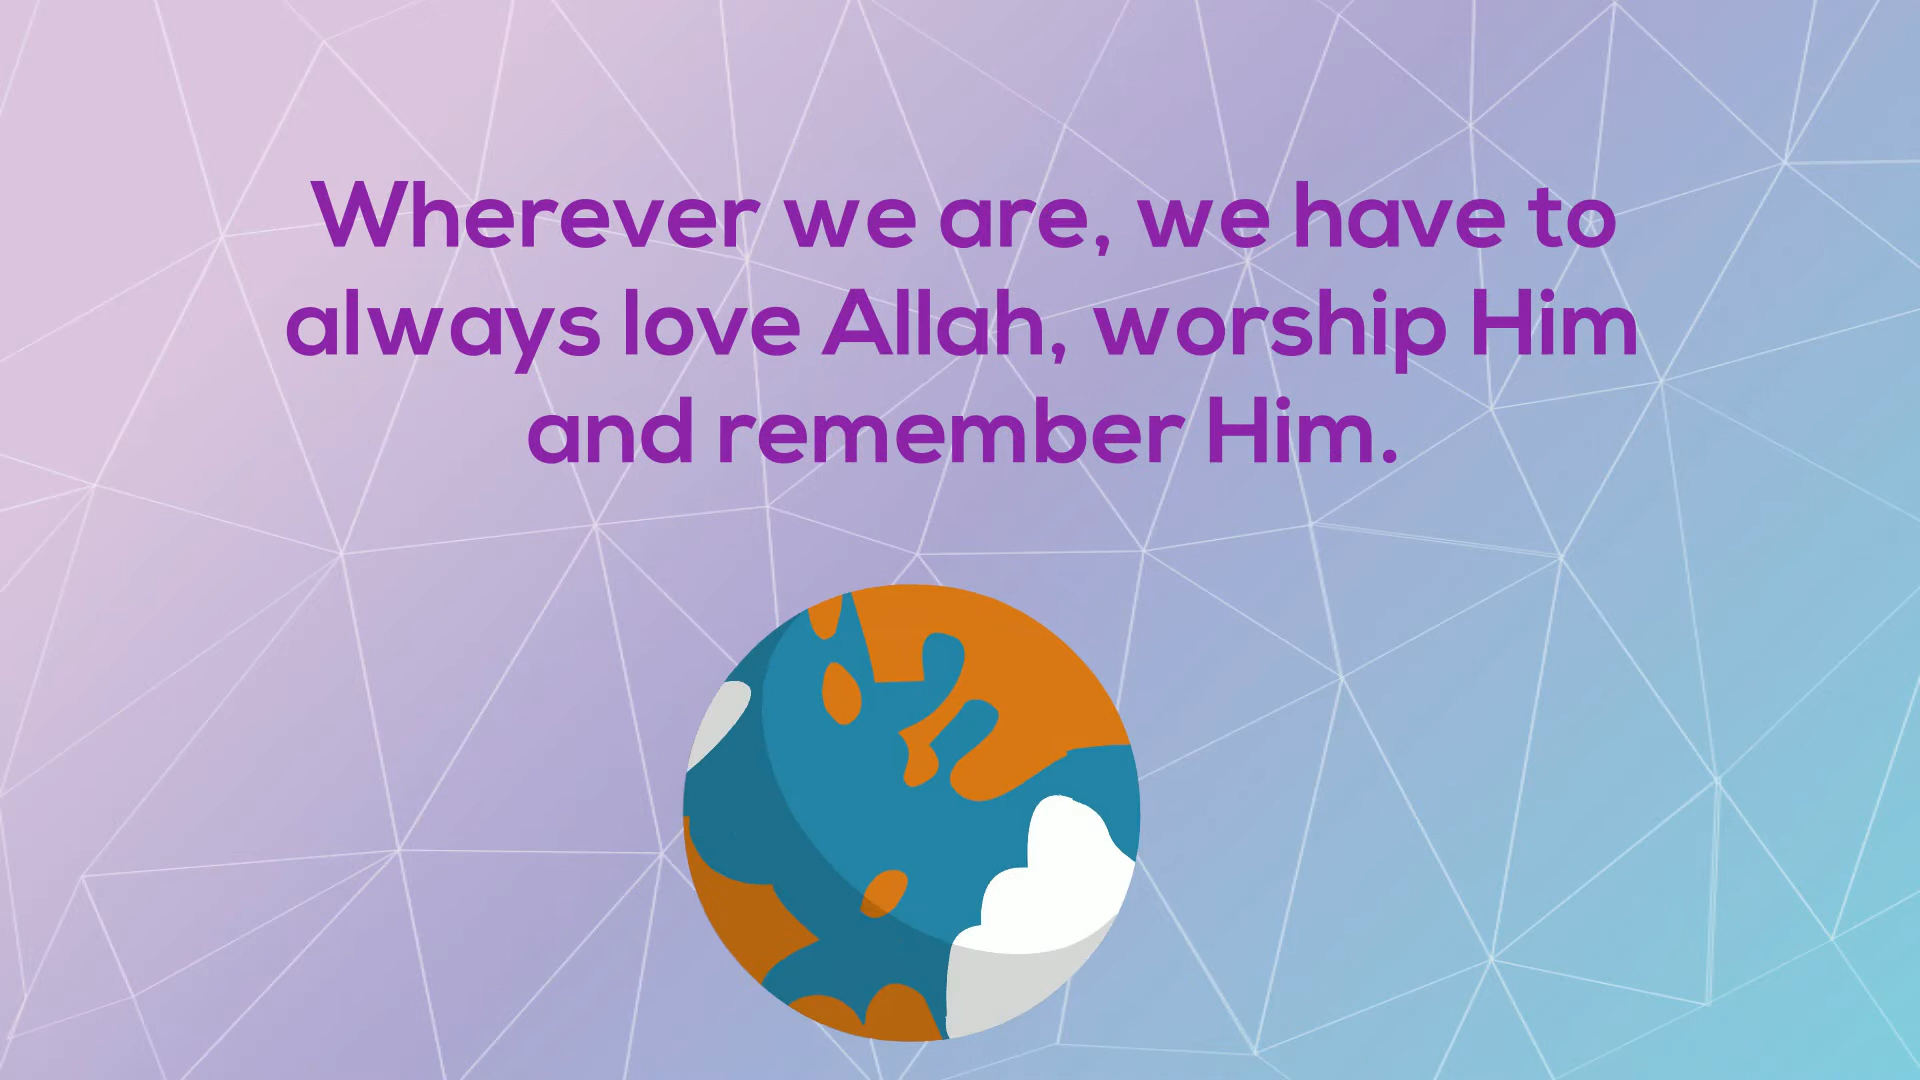 Wherever we are, we have to
always love Allah, worship Him
and remember Him.